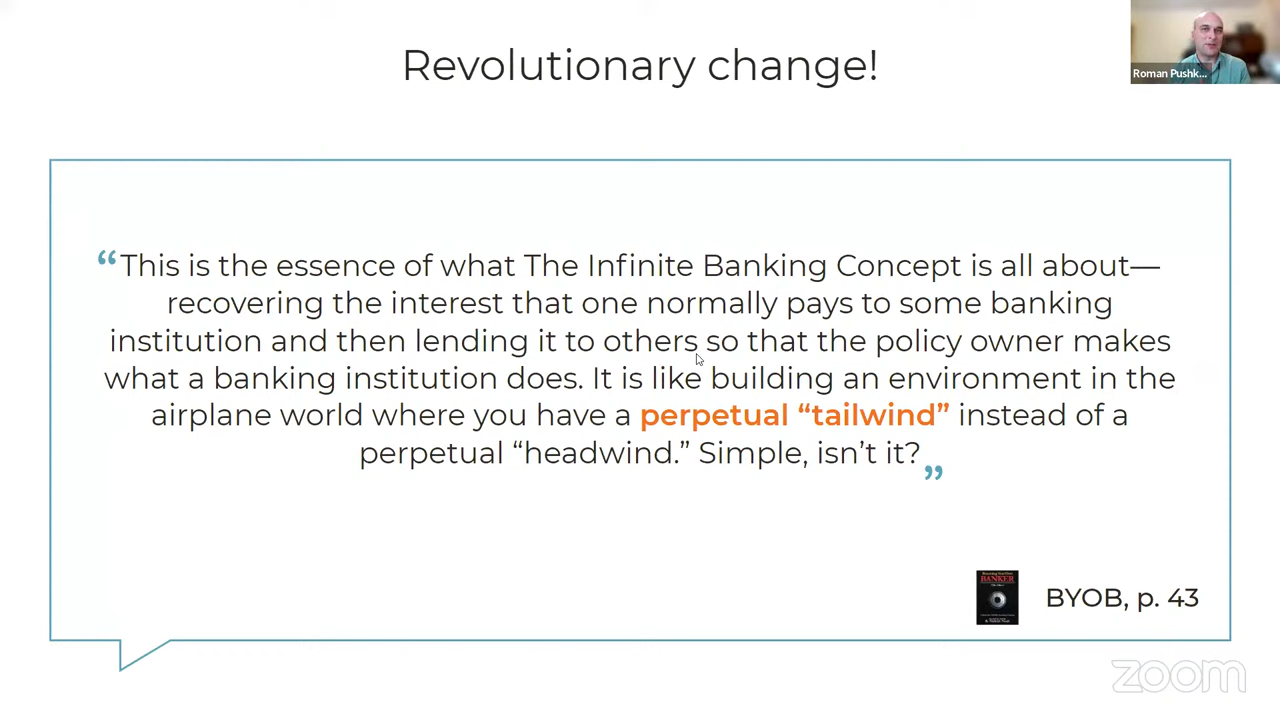 Revolutionary change!
Roman Pushk...
“This is the essence of what The Infinite Banking Concept is all about—
recovering the interest that one normally pays to some banking
institution and then lending it to others so that the policy owner makes
what a banking institution does. It is like building an environment in the
airplane world where you have a perpetual “tailwind” instead of a
perpetual “headwind.” Simple, isn’t it?”
BANKER
BYOB, p. 43
zoom